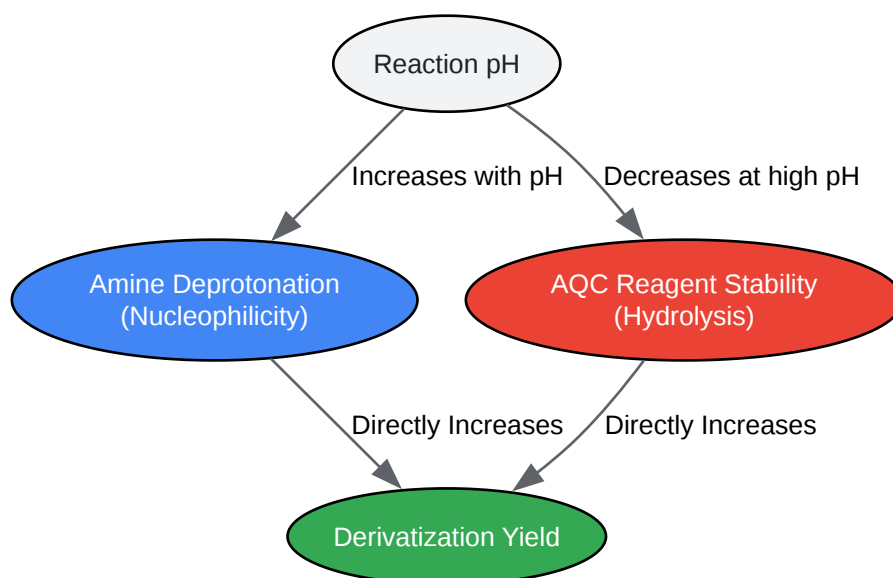 Reaction pH
Increases with pH
Decreases at high pH
Amine Deprotonation
(Nucleophilicity)
AQC Reagent Stability
(Hydrolysis)
Directly Increases
Directly Increases
Derivatization Yield